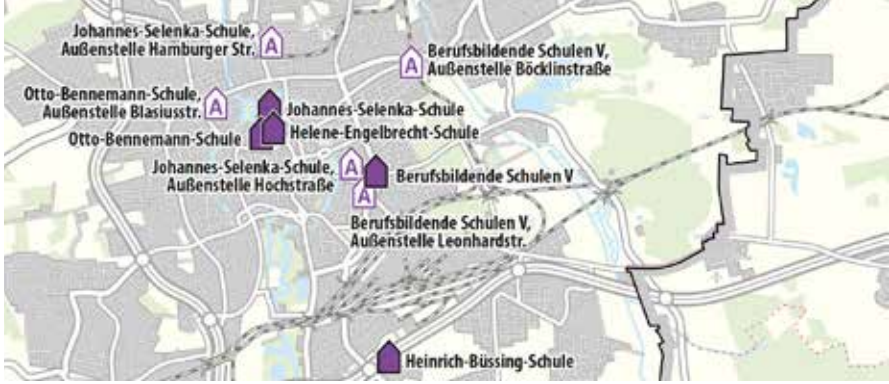 Johannes-Selenka-Schule,
Außenstelle Hamburger Str.
A
A
Berufsbildende Schulen V,
Außenstelle Böcklinstraße
Otto-Bennemann-Schule,
Außenstelle Blasiusstr.
A
Johannes-Selenka-Schule
Helene-Engelbrecht-Schule
Otto-Bennemann-Schule
Johannes-Selenka-Schule,
Außenstelle Hochstraße
A
Berufsbildende Schulen V
A
Berufsbildende Schulen V,
Außenstelle Leonhardstr.
Heinrich-Büssing-Schule